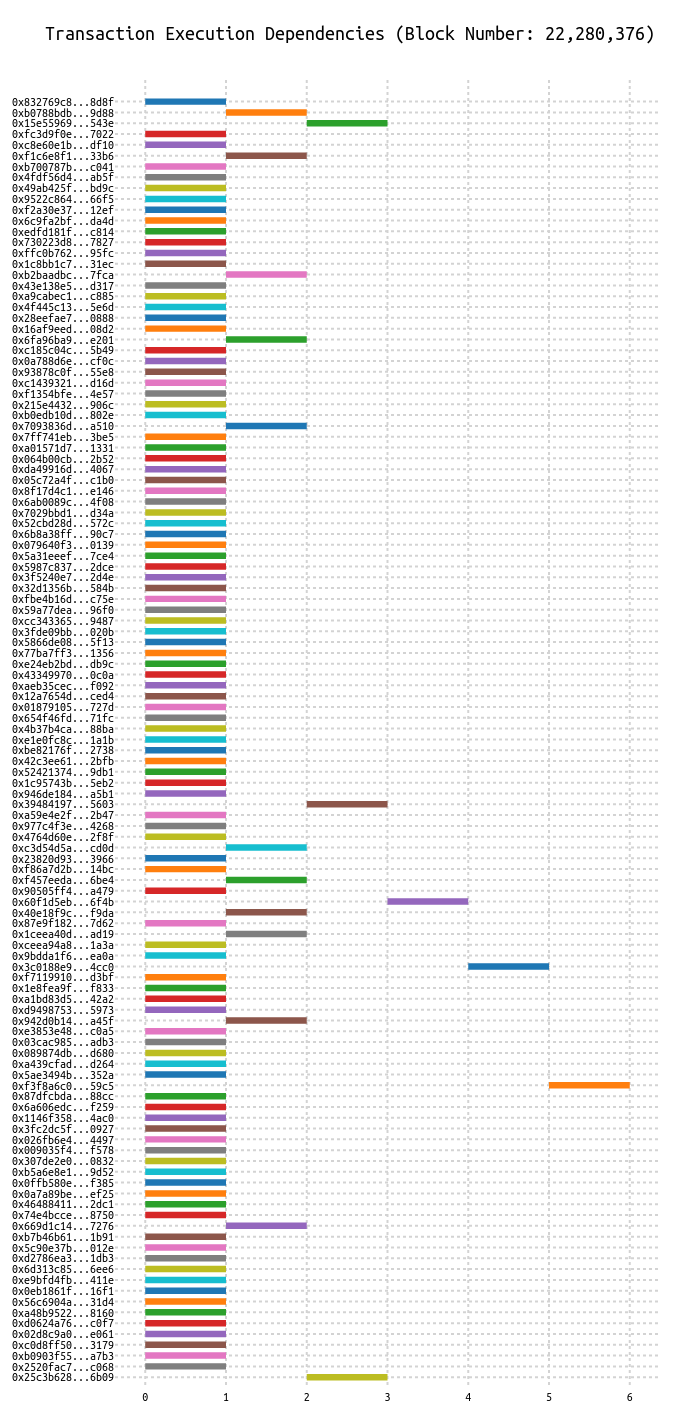 Transaction Execution Dependencies (Block Number: 22,280,376)
0x832769c8...8d8f
0xb0788bdb...9d88
0x15e55969...543e
0xfc3d9f0e...7022
0xc8e60e1b...df10
0xf1c6e8f1...33b6
0xb700787b...c041
0x4fdf56d4...ab5f
0x49ab425f...bd9c
0x9522c864...66f5
0xf2a30e37...12ef
0x6c9fa2bf...da4d
0xedfd181f...c814
0x730223d8...7827
0xffc0b762...95fc
0x1c8bb1c7...31ec
0xb2baadbc...7fca
0x43e138e5...d317
0xa9cabec1...c885
0x4f445c13...5e6d
0x28eefae7...0888
0x16af9eed...08d2
0x6fa96ba9...e201
0xc185c04c...5b49
0x0a788d6e...cf0c
0x93878c0f...55e8
0xc1439321...d16d
0xf1354bfe...4e57
0x215e4432...906c
0xb0edb10d...802e
0x7093836d...a510
0x7ff741eb...3be5
0xa01571d7...1331
0x064b00cb...2b52
0xda49916d...4067
0x05c72a4f...c1b0
0x8f17d4c1...e146
0x6ab0089c...4f08
0x7029bbd1...d34a
0x52cbd28d...572c
0x6b8a38ff...90c7
0x079640f3...0139
0x5a31eeef...7ce4
0x5987c837...2dce
0x3f5240e7...2d4e
0x32d1356b...584b
0xfbe4b16d...c75e
0x59a77dea...96f0
0xcc343365...9487
0x3fde09bb...020b
0x5866de08...5f13
0x77ba7ff3...1356
0xe24eb2bd...db9c
0x43349970...0c0a
0xaeb35cec...f092
0x12a7654d...ced4
0x01879105...727d
0x654f46fd...71fc
0x4b37b4ca...88ba
0xe1e0fc8c...1a1b
0xbe82176f...2738
0x42c3ee61...2bfb
0x52421374...9db1
0x1c95743b...5eb2
0x946de184...a5b1
0x39484197...5603
0xa59e4e2f...2b47
0x977c4f3e...4268
0x4764d60e...2f8f
0xc3d54d5a...cd0d
0x23820d93...3966
0xf86a7d2b...14bc
0xf457eeda...6be4
0x90505ff4...a479
0x60f1d5eb...6f4b
0x40e18f9c...f9da
0x87e9f182...7d62
0x1ceea40d...ad19
0xceea94a8...1a3a
0x9bdda1f6...ea0a
0x3c0188e9...4cc0
0xf7119910...d3bf
0x1e8fea9f...f833
0xa1bd83d5...42a2
0xd9498753...5973
0x942d0b14...a45f
0xe3853e48...c0a5
0x03cac985...adb3
0x089874db...d680
0xa439cfad...d264
0x5ae3494b...352a
0xf3f8a6c0...59c5
0x87dfcbda...88cc
0x6a606edc...f259
0x1146f358...4ac0
0x3fc2dc5f...0927
0x026fb6e4...4497
0x009035f4...f578
0x307de2e0...0832
0xb5a6e8e1...9d52
0x0ffb580e...f385
0x0a7a89be...ef25
0x46488411...2dc1
0x74e4bcce...8750
0x669d1c14...7276
0xb7b46b61...1b91
0x5c90e37b...012e
0xd2786ea3...1db3
0x6d313c85...6ee6
0xe9bfd4fb...411e
0x0eb1861f...16f1
0x56c6904a...31d4
0xa48b9522...8160
0xd0624a76...c0f7
0x02d8c9a0...e061
0xc0d8ff50...3179
0xb0903f55...a7b3
0x2520fac7...c068
0x25c3b628...6b09
0 1 2 3 4 5 6